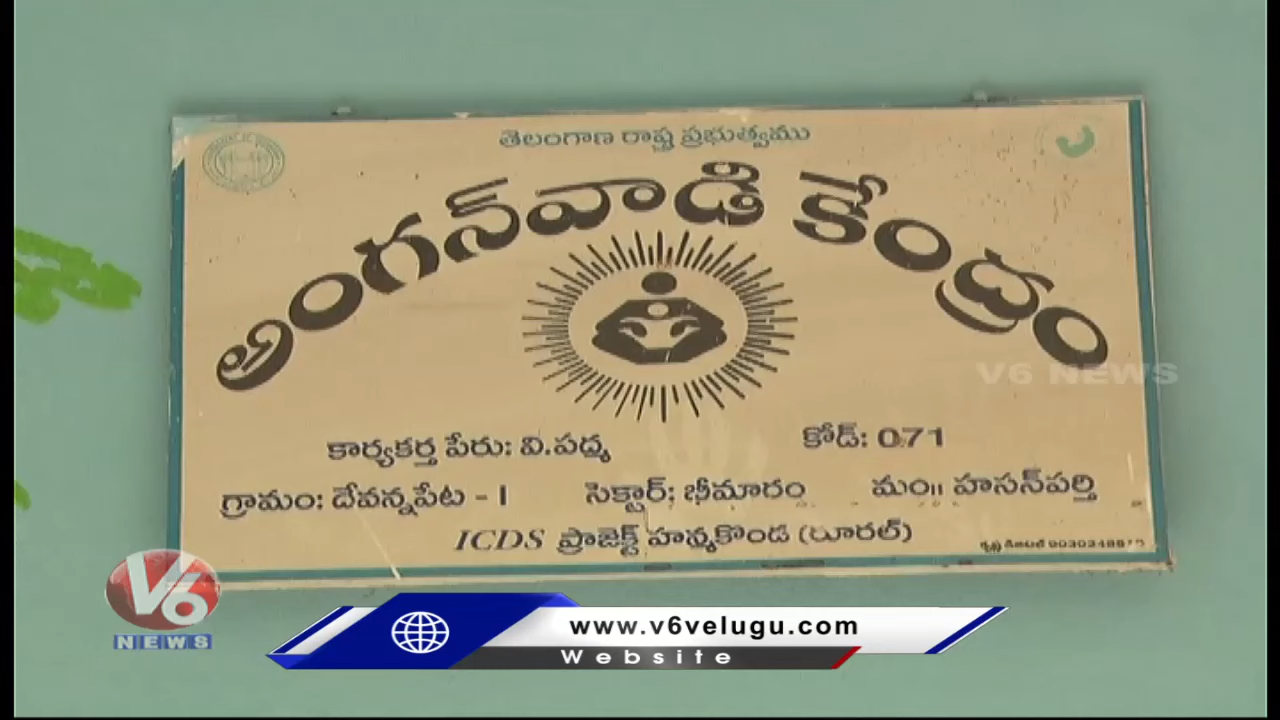 తెలంగాణ రాష్ట్ర ప్రభుత్వము
అంగన్‌వాడి కేంద్రం
V6 NEWS
కార్యకర్త పేరు: వి.పద్మ కోడ్: 071
గ్రామం: దేవన్నపేట - I సెక్టార్: భీమారం మం॥ హసన్‌పర్తి
ICDS ప్రాజెక్ట్ హన్మకొండ (రూరల్)
V6
NEWS
www.v6velugu.com
Website